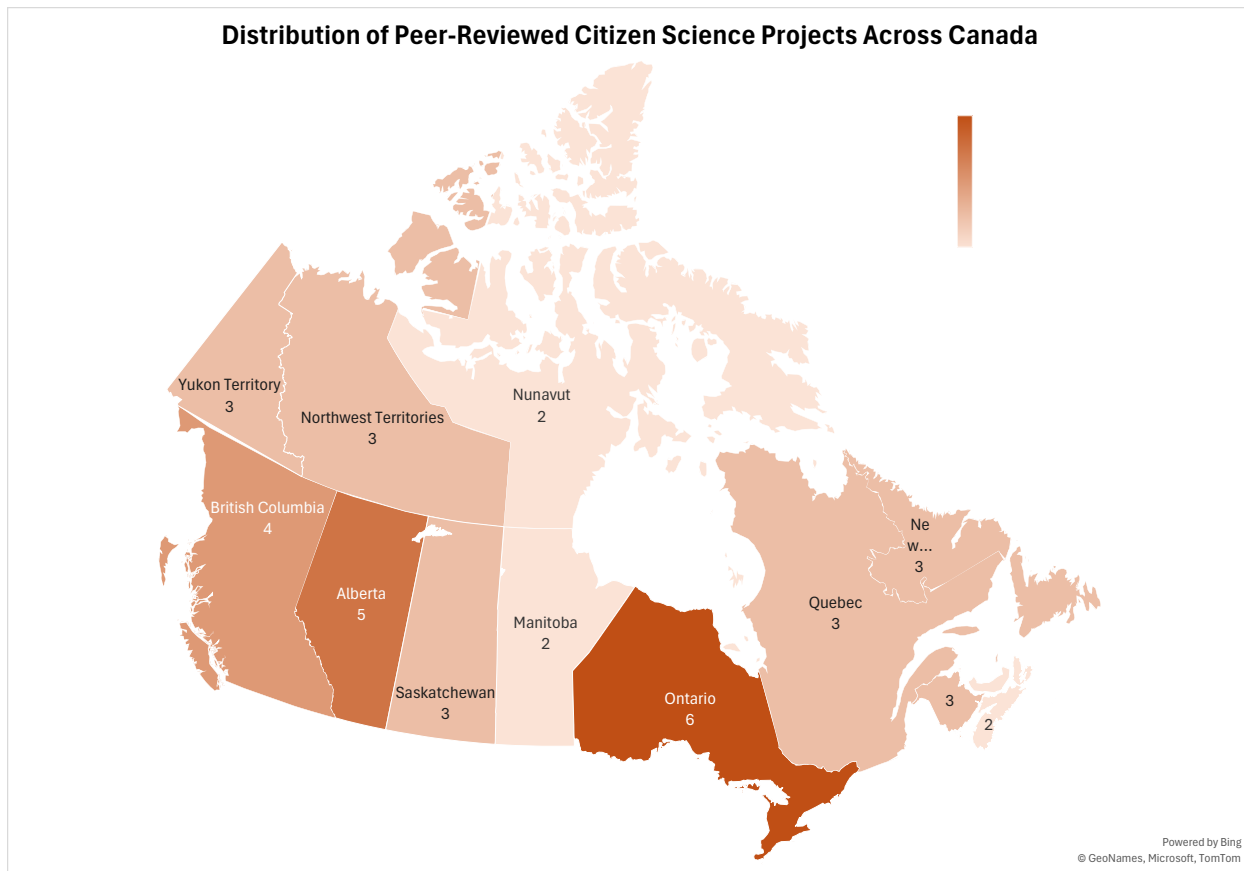 Distribution of Peer-Reviewed Citizen Science Projects Across Canada
Yukon Territory
3
Northwest Territories
3
Nunavut
2
British Columbia
4
Alberta
5
Saskatchewan
3
Manitoba
2
Ontario
6
Quebec
3
Ne
w...
3
3
2
Powered by Bing
© GeoNames, Microsoft, TomTom